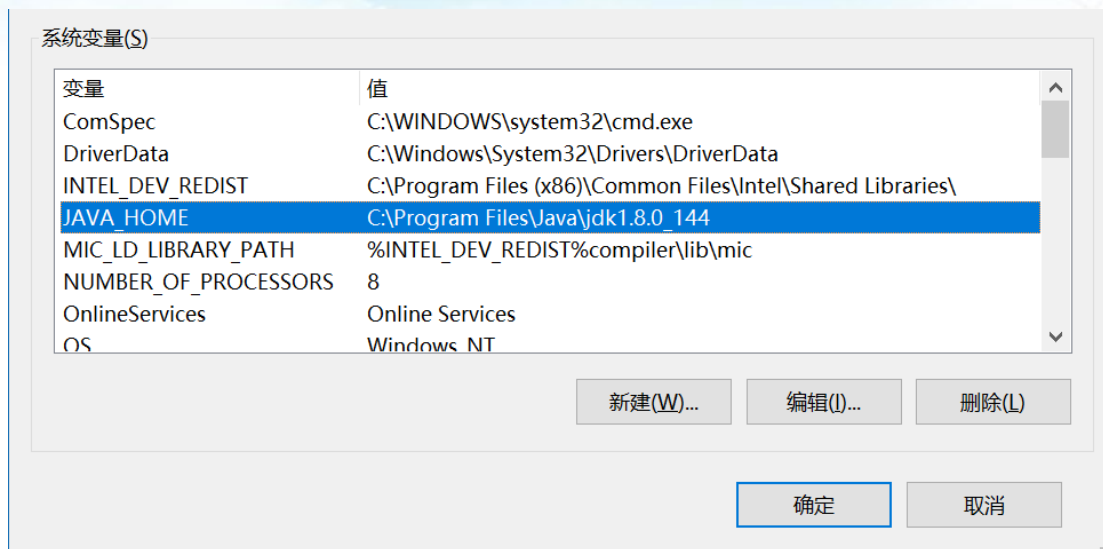 系统变量(S)
变量 值
ComSpec C:\WINDOWS\system32\cmd.exe
DriverData C:\Windows\System32\Drivers\DriverData
INTEL_DEV_REDIST C:\Program Files (x86)\Common Files\Intel\Shared Libraries\
JAVA_HOME C:\Program Files\Java\jdk1.8.0_144
MIC_LD_LIBRARY_PATH %INTEL_DEV_REDIST%compiler\lib\mic
NUMBER_OF_PROCESSORS 8
OnlineServices Online Services
OS Windows_NT
新建(W)... 编辑(I)... 删除(L)
确定 取消